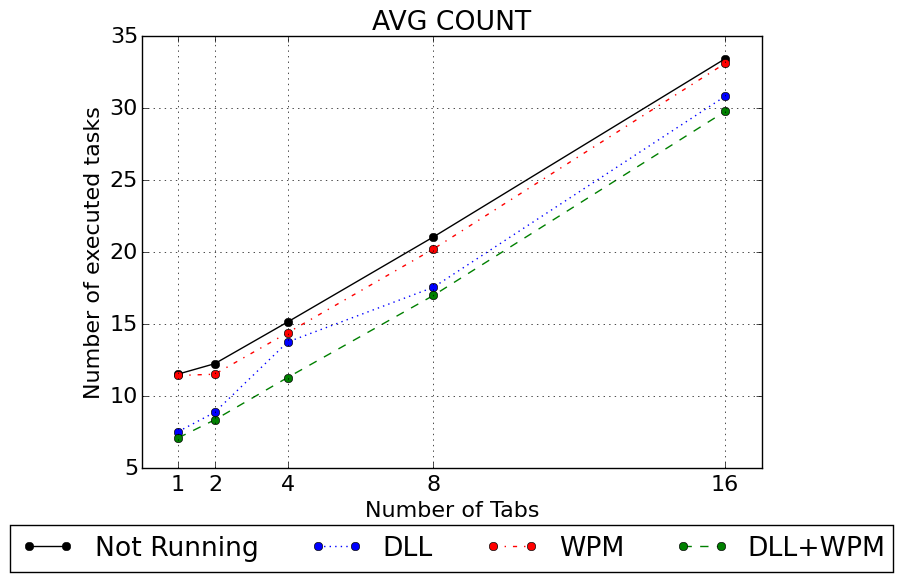 AVG COUNT
35
30
25
20
15
10
5
Number of executed tasks
1 2 4 8 16
Number of Tabs
Not Running DLL WPM DLL+WPM